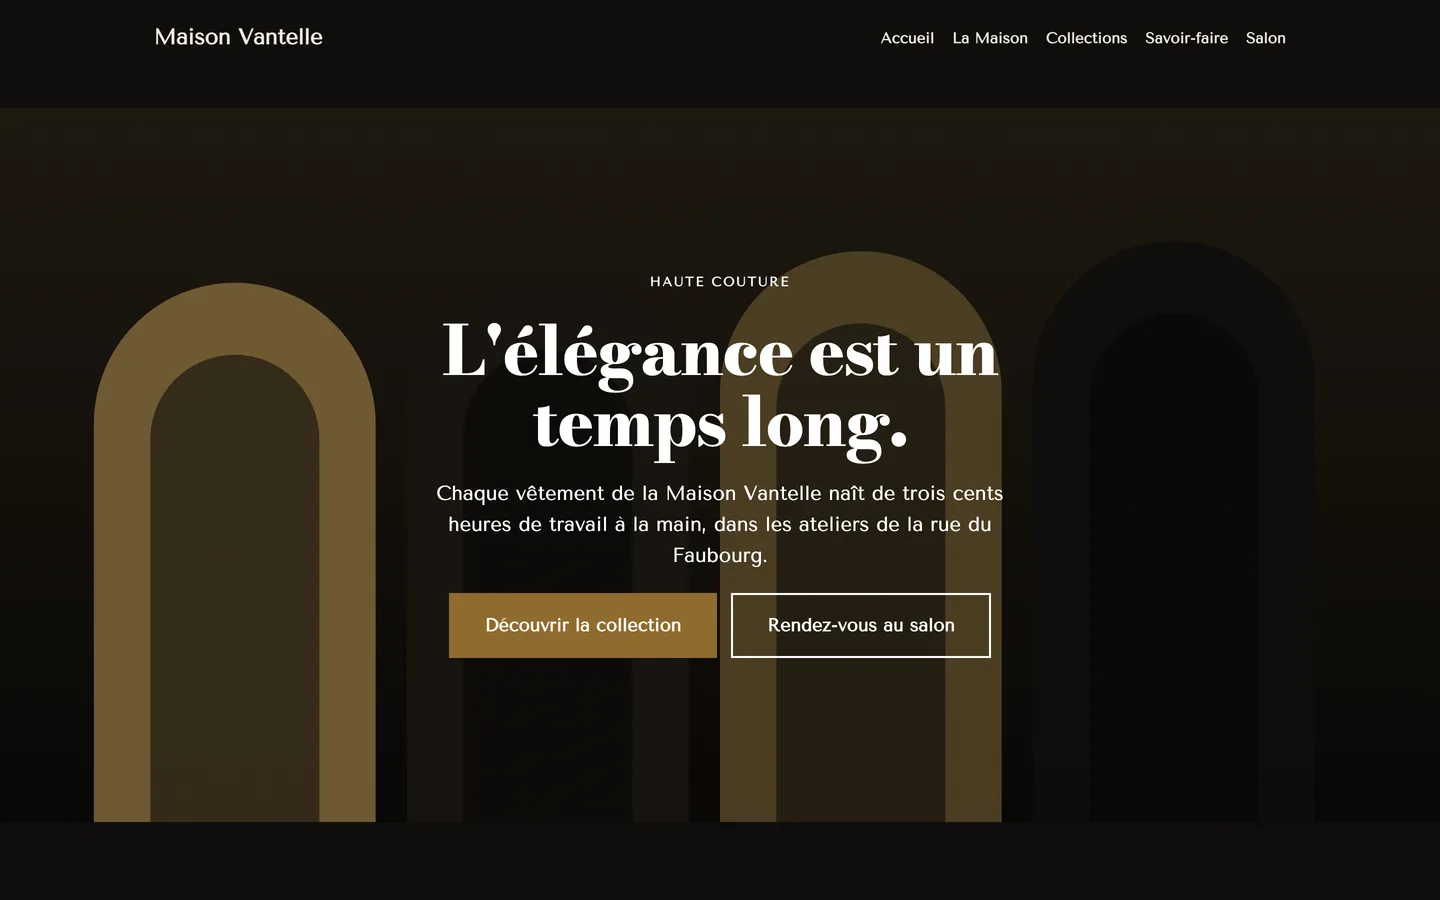 Maison Vantelle
Accueil La Maison Collections Savoir-faire Salon
HAUTE COUTURE
L'élégance est un
temps long.
Chaque vêtement de la Maison Vantelle naît de trois cents
heures de travail à la main, dans les ateliers de la rue du
Faubourg.
Découvrir la collection
Rendez-vous au salon